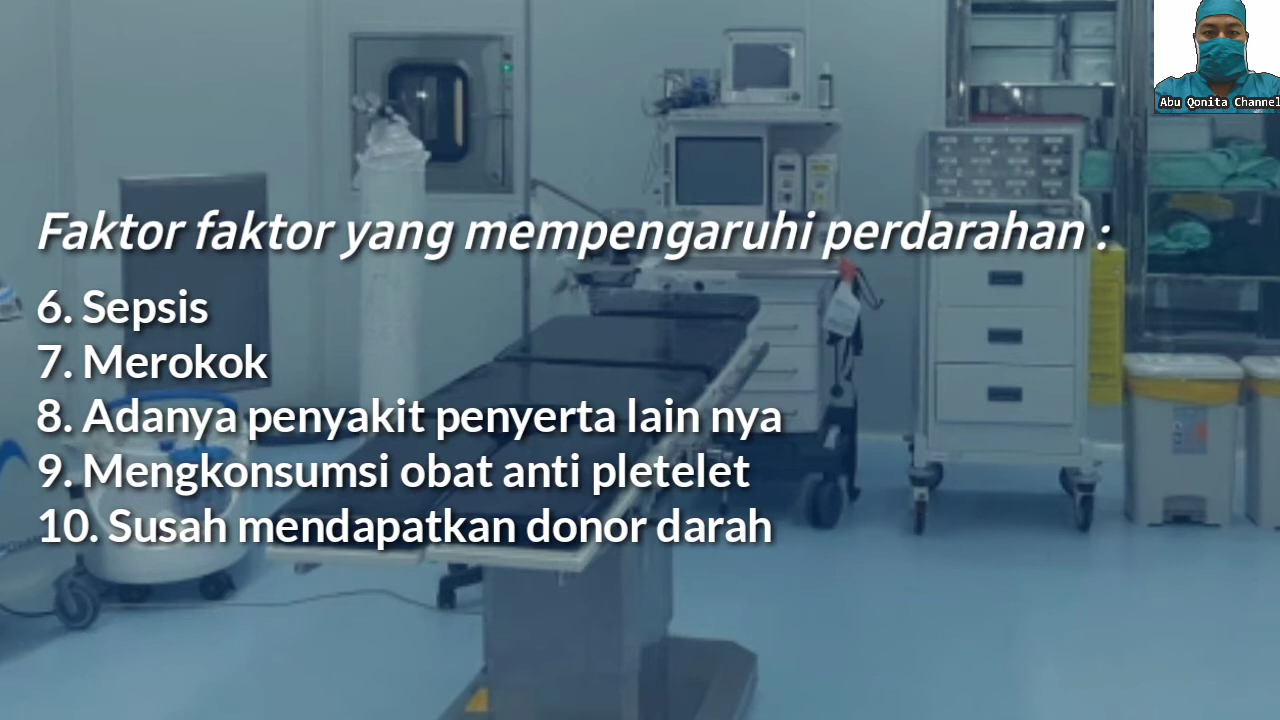 Abu Qonita Channel
Faktor faktor yang mempengaruhi perdarahan :
6. Sepsis
7. Merokok
8. Adanya penyakit penyerta lain nya
9. Mengkonsumsi obat anti pletelet
10. Susah mendapatkan donor darah